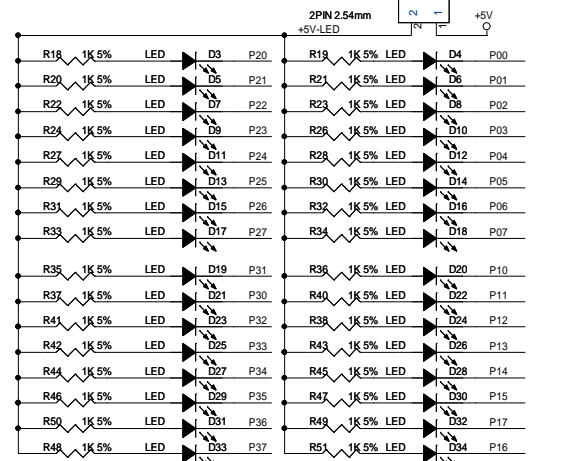 2 1
2PIN 2.54mm
+5V
+5V-LED
2 1
R18 1K 5% LED D3 P20 R19 1K 5% LED D4 P00
R20 1K 5% LED D5 P21 R21 1K 5% LED D6 P01
R22 1K 5% LED D7 P22 R23 1K 5% LED D8 P02
R24 1K 5% LED D9 P23 R26 1K 5% LED D10 P03
R27 1K 5% LED D11 P24 R28 1K 5% LED D12 P04
R29 1K 5% LED D13 P25 R30 1K 5% LED D14 P05
R31 1K 5% LED D15 P26 R32 1K 5% LED D16 P06
R33 1K 5% LED D17 P27 R34 1K 5% LED D18 P07
R35 1K 5% LED D19 P31 R36 1K 5% LED D20 P10
R37 1K 5% LED D21 P30 R40 1K 5% LED D22 P11
R41 1K 5% LED D23 P32 R38 1K 5% LED D24 P12
R42 1K 5% LED D25 P33 R43 1K 5% LED D26 P13
R44 1K 5% LED D27 P34 R45 1K 5% LED D28 P14
R46 1K 5% LED D29 P35 R47 1K 5% LED D30 P15
R50 1K 5% LED D31 P36 R49 1K 5% LED D32 P17
R48 1K 5% LED D33 P37 R51 1K 5% LED D34 P16